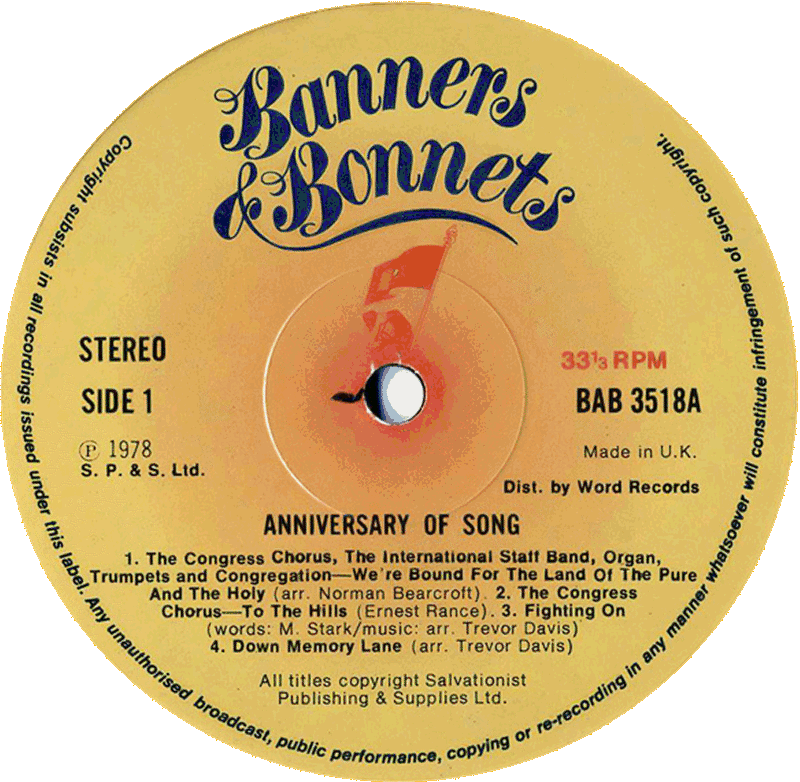 Banners
& Bonnets
Copyright subsists in all recordings issued under this label. Any unauthorised broadcast, public performance, copying or re-recording in any manner whatsoever will constitute infringement of such copyright.
STEREO
SIDE 1
℗ 1978
S. P. & S. Ltd.
33⅓ RPM
BAB 3518A
Made in U.K.
Dist. by Word Records
ANNIVERSARY OF SONG
1. The Congress Chorus, The International Staff Band, Organ,
Trumpets and Congregation—We're Bound For The Land Of The Pure
And The Holy (arr. Norman Bearcroft). 2. The Congress
Chorus—To The Hills (Ernest Rance). 3. Fighting On
(words: M. Stark/music: arr. Trevor Davis)
4. Down Memory Lane (arr. Trevor Davis)
All titles copyright Salvationist
Publishing & Supplies Ltd.